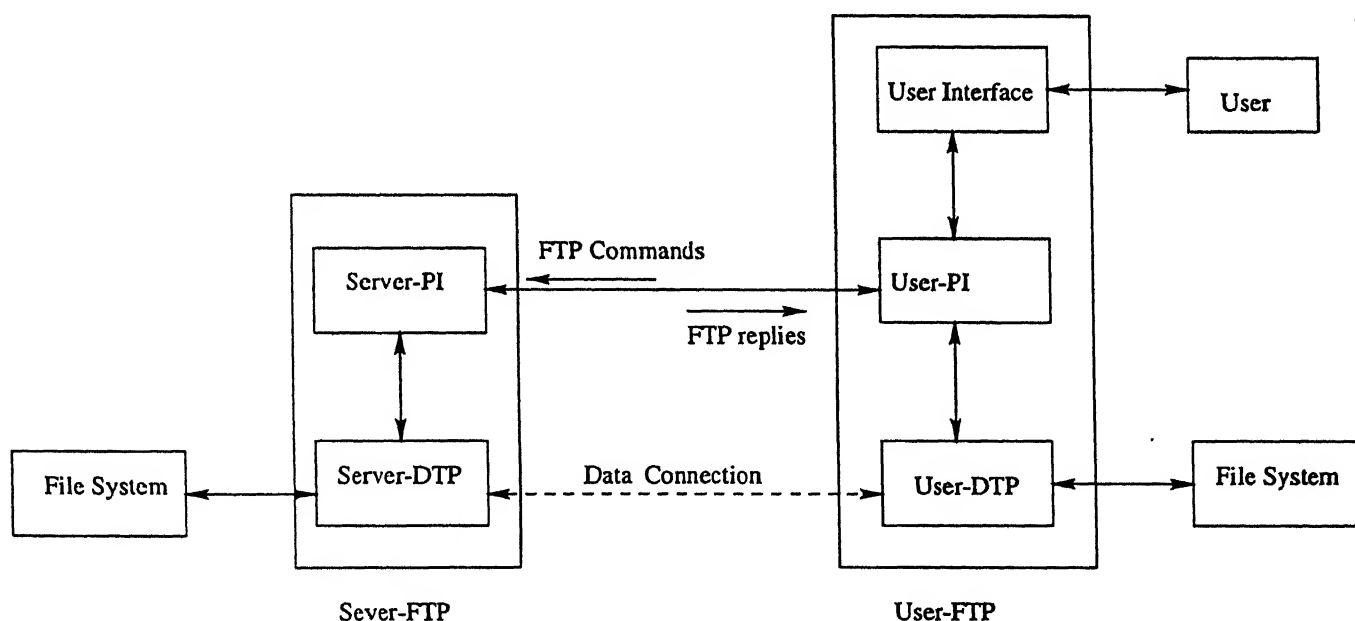 User Interface
User
FTP Commands
Server-PI
User-PI
FTP replies
File System
Server-DTP
Data Connection
User-DTP
File System
Sever-FTP
User-FTP